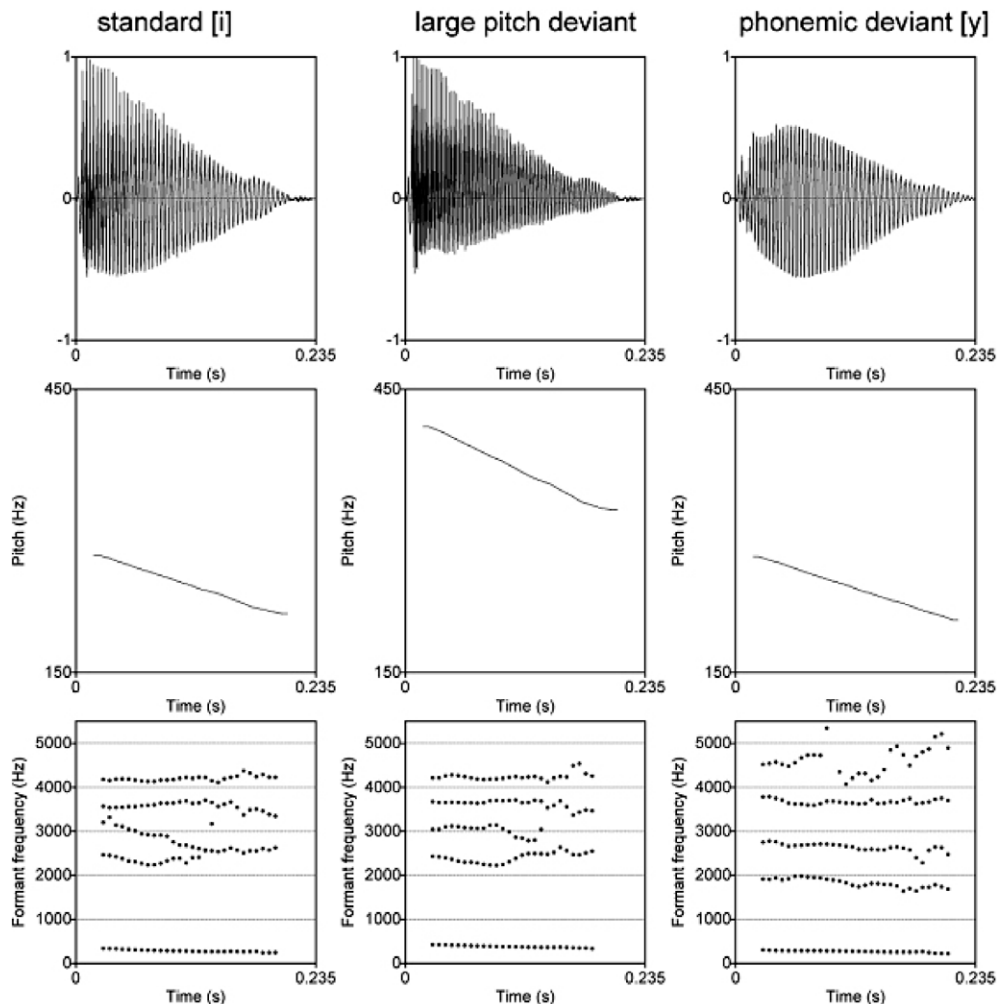 standard [i] large pitch deviant phonemic deviant [y]
1 1 1
0 0 0
-1 -1 -1
0 0.235 0 0.235 0 0.235
Time (s) Time (s) Time (s)
450 450 450
Pitch (Hz) Pitch (Hz) Pitch (Hz)
150 150 150
0 0.235 0 0.235 0 0.235
Time (s) Time (s) Time (s)
5000 5000 5000
4000 4000 4000
3000 3000 3000
2000 2000 2000
1000 1000 1000
0 0 0
Formant frequency (Hz) Formant frequency (Hz) Formant frequency (Hz)
0 0.235 0 0.235 0 0.235
Time (s) Time (s) Time (s)